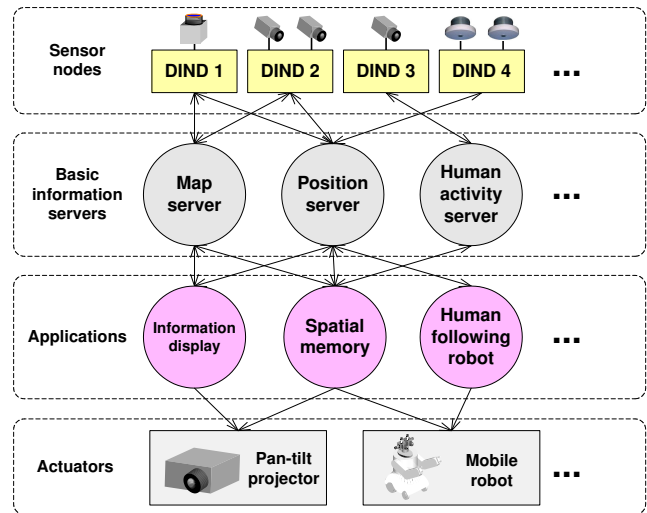 Sensor
nodes
DIND 1
DIND 2
DIND 3
DIND 4
...
Basic
information
servers
Map
server
Position
server
Human
activity
server
...
Applications
Information
display
Spatial
memory
Human
following
robot
...
Actuators
Pan-tilt
projector
Mobile
robot
...